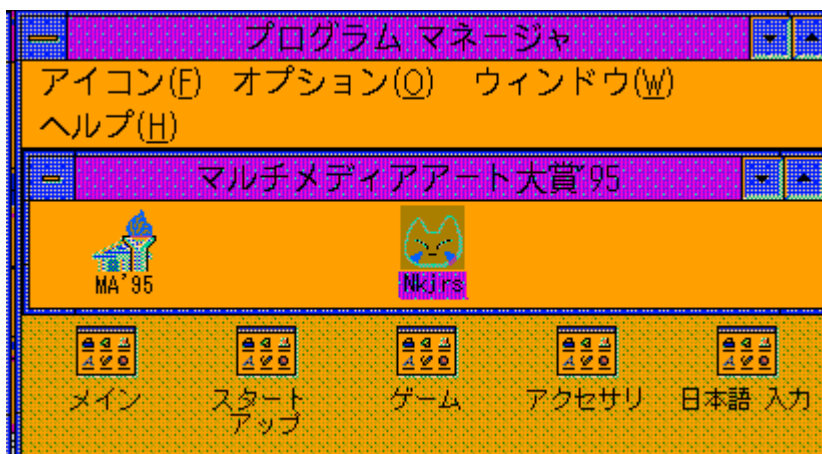 プログラム マネージャ
アイコン(F) オプション(O) ウィンドウ(W)
ヘルプ(H)
マルチメディアアート大賞'95
MA'95
Nkjrs
メイン
スタート
アップ
ゲーム
アクセサリ
日本語 入力